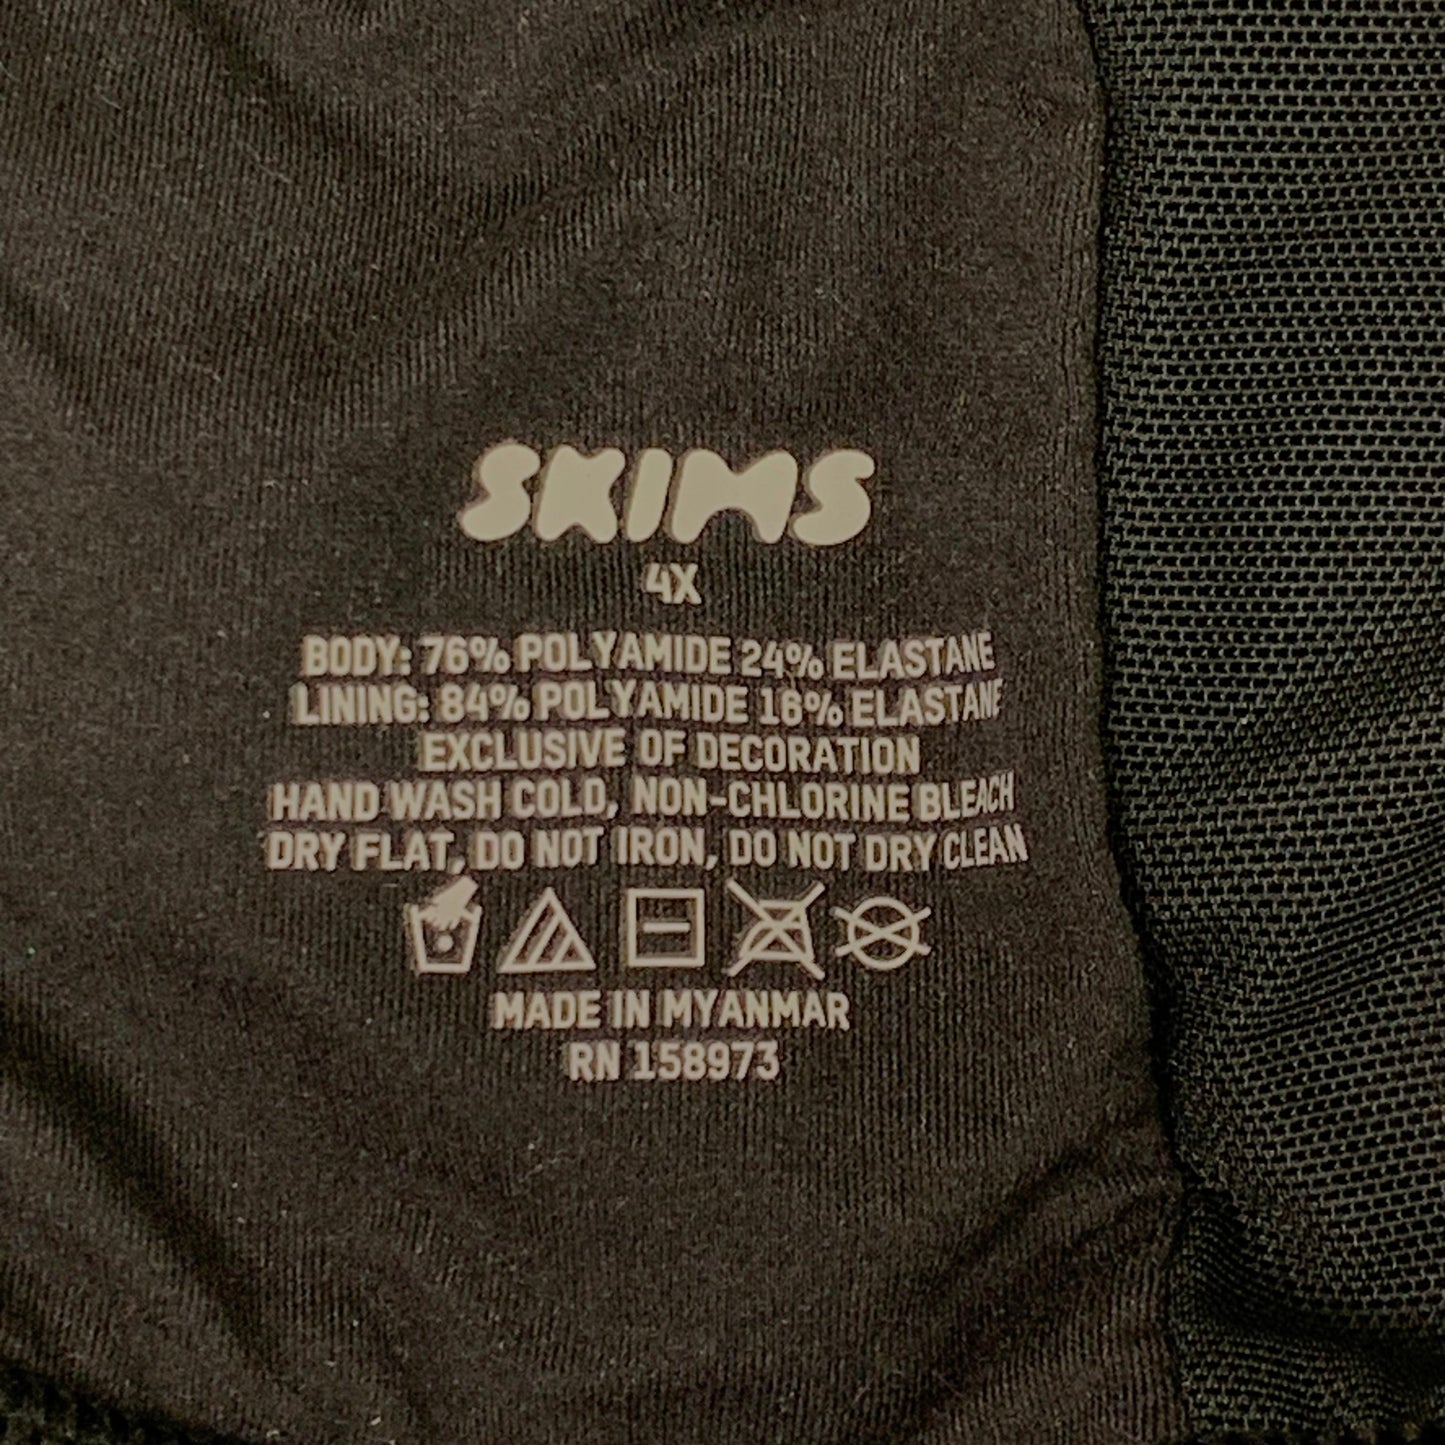 SKIMS
4X
BODY: 76% POLYAMIDE 24% ELASTANE
LINING: 84% POLYAMIDE 16% ELASTANE
EXCLUSIVE OF DECORATION
HAND WASH COLD, NON-CHLORINE BLEACH
DRY FLAT, DO NOT IRON, DO NOT DRY CLEAN
MADE IN MYANMAR
RN 158973